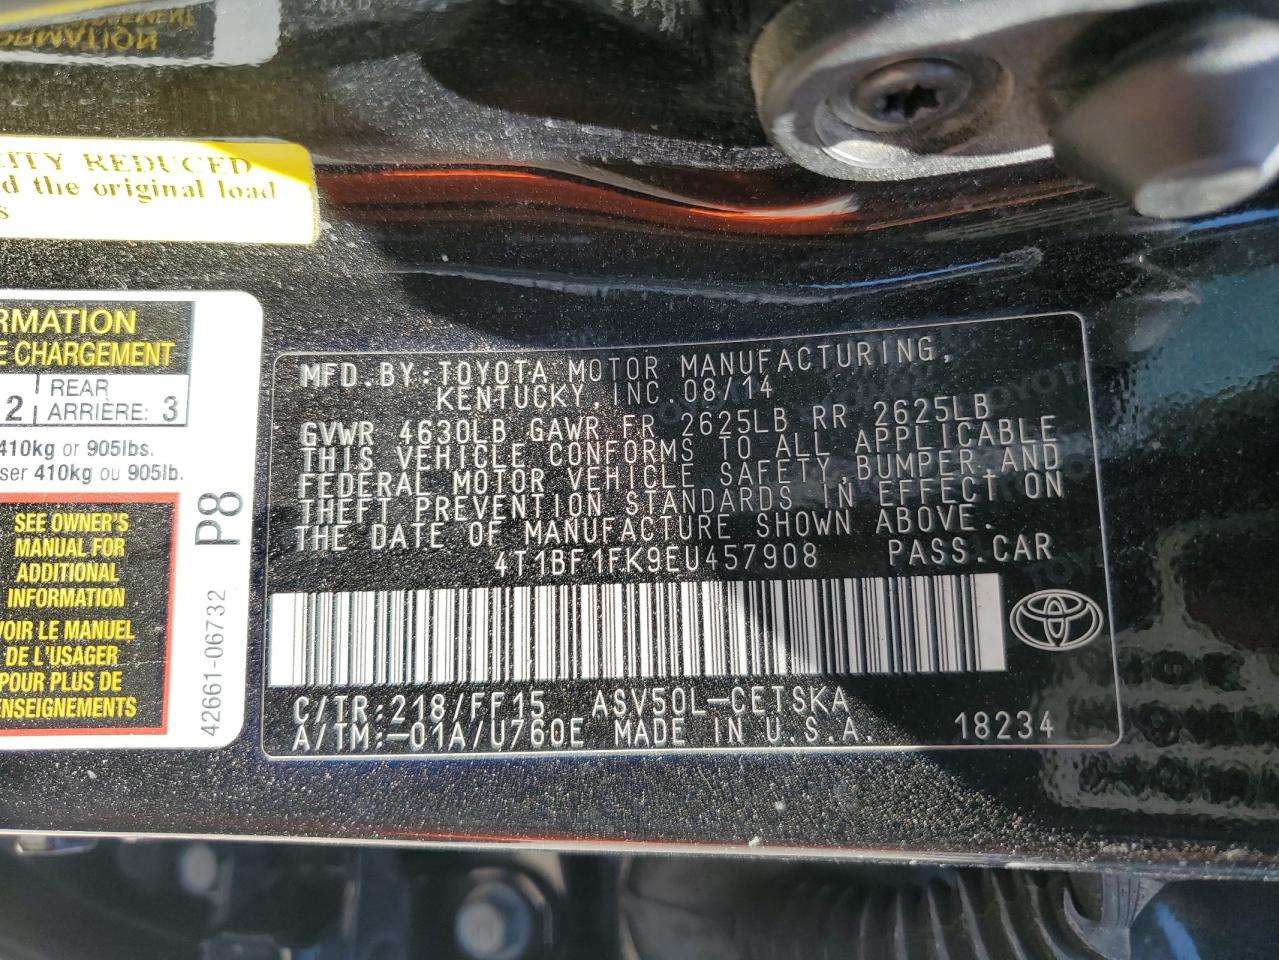 ORMATION
CITY REDUCED
d the original load
s
RMATION
E CHARGEMENT
2
REAR
ARRIÈRE: 3
410kg or 905lbs.
ser 410kg ou 905lb.
SEE OWNER'S
MANUAL FOR
ADDITIONAL
INFORMATION
VOIR LE MANUEL
DE L'USAGER
POUR PLUS DE
ENSEIGNEMENTS
P8
42661-06732
MFD.BY:TOYOTA MOTOR MANUFACTURING,
KENTUCKY, INC. 08/14
GVWR 4630LB GAWR FR 2625LB RR 2625LB
THIS VEHICLE CONFORMS TO ALL APPLICABLE
FEDERAL MOTOR VEHICLE SAFETY,BUMPER,AND
THEFT PREVENTION STANDARDS IN EFFECT ON
THE DATE OF MANUFACTURE SHOWN ABOVE.
4T1BF1FK9EU457908 PASS.CAR
C/TR:218/FF15 ASV50L-CETSKA
A/TM:-01A/U760E MADE IN U.S.A. 18234